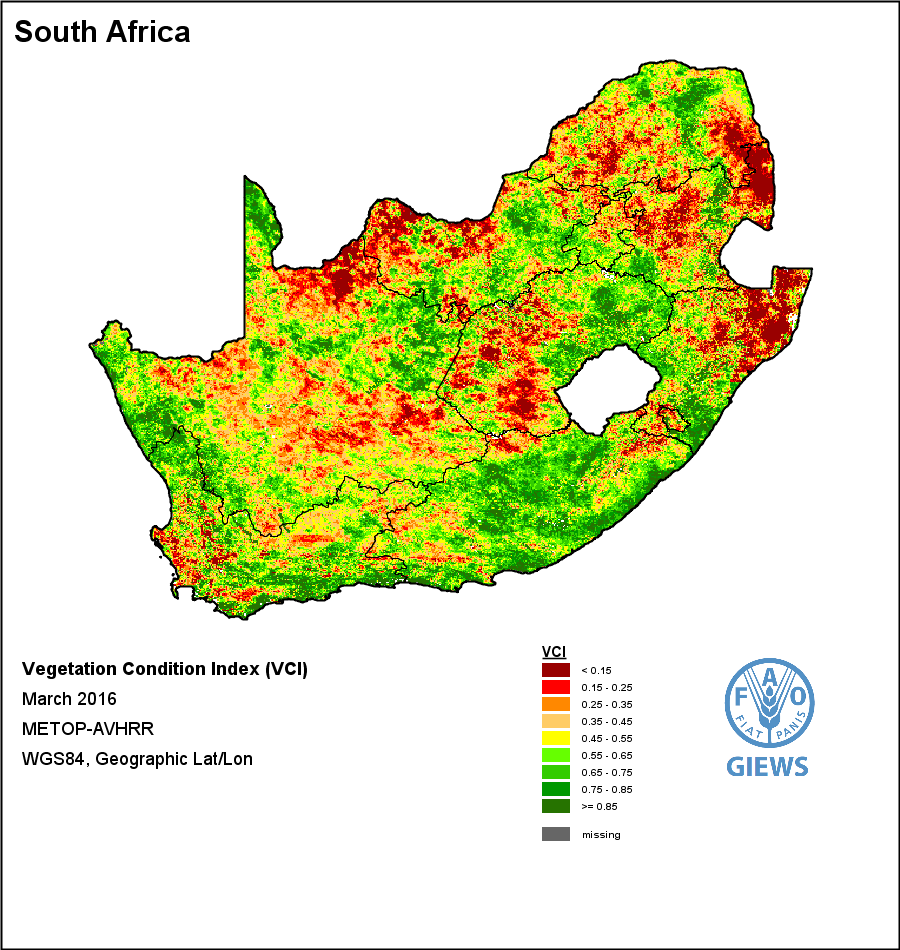 South Africa
Vegetation Condition Index (VCI)
March 2016
METOP-AVHRR
WGS84, Geographic Lat/Lon
VCI
< 0.15
0.15 - 0.25
0.25 - 0.35
0.35 - 0.45
0.45 - 0.55
0.55 - 0.65
0.65 - 0.75
0.75 - 0.85
>= 0.85
missing
F A O
FIAT PANIS
GIEWS